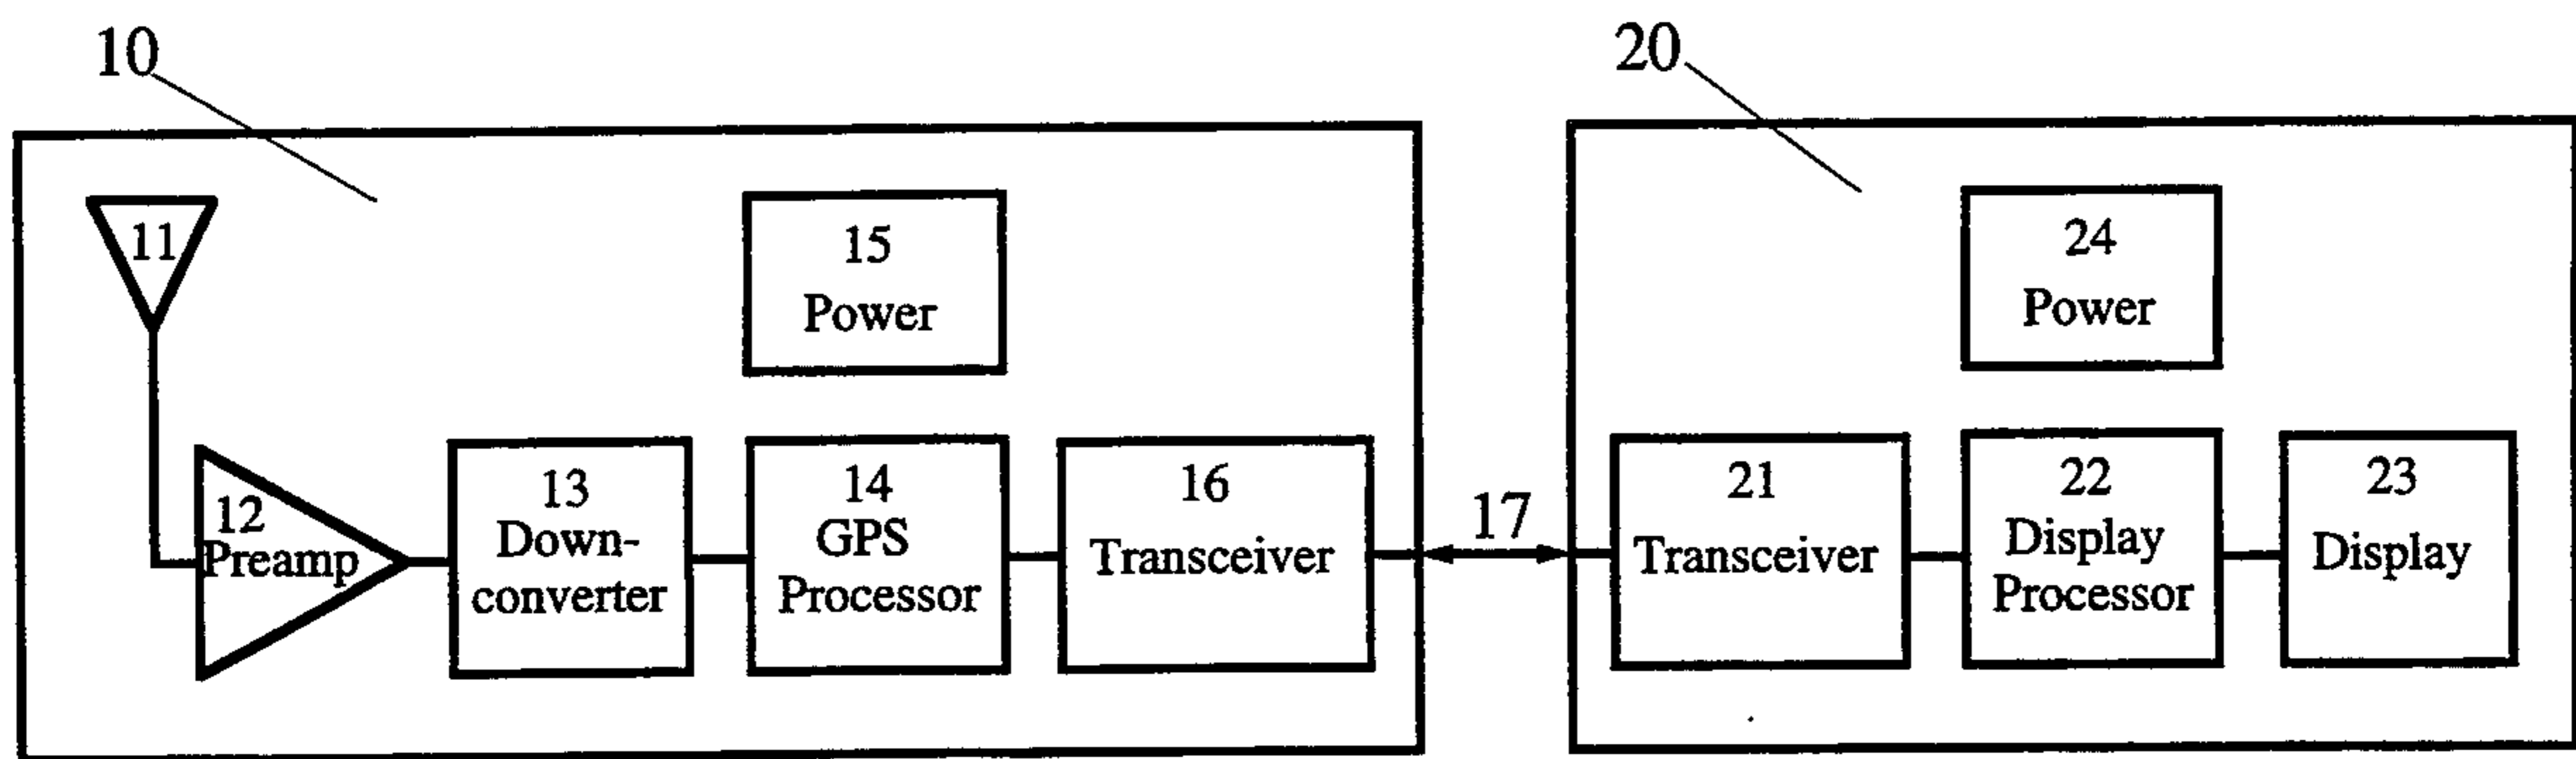 10
20
11
15
Power
24
Power
12
Preamp
13
Down-
converter
14
GPS
Processor
16
Transceiver
17
21
Transceiver
22
Display
Processor
23
Display